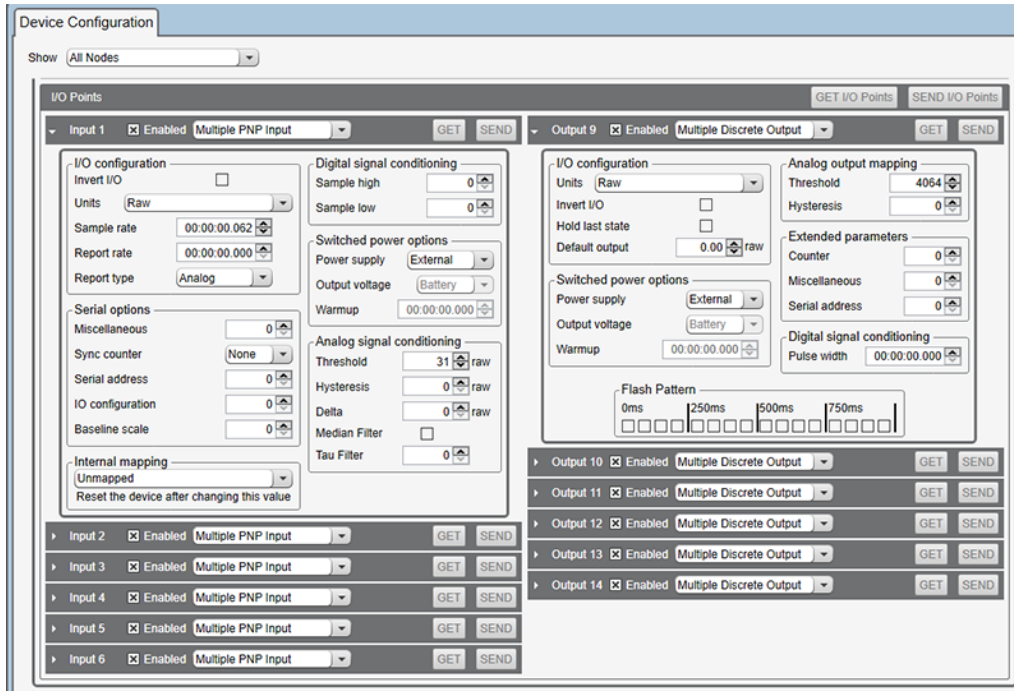 Device Configuration
Show All Nodes
I/O Points GET I/O Points SEND I/O Points
Input 1 Enabled Multiple PNP Input GET SEND
I/O configuration
Invert I/O
Units Raw
Sample rate 00:00:00.062
Report rate 00:00:00.000
Report type Analog
Serial options
Miscellaneous 0
Sync counter None
Serial address 0
IO configuration 0
Baseline scale 0
Internal mapping
Unmapped
Reset the device after changing this value
Digital signal conditioning
Sample high 0
Sample low 0
Switched power options
Power supply External
Output voltage Battery
Warmup 00:00:00.000
Analog signal conditioning
Threshold 31 raw
Hysteresis 0 raw
Delta 0 raw
Median Filter
Tau Filter 0
Input 2 Enabled Multiple PNP Input GET SEND
Input 3 Enabled Multiple PNP Input GET SEND
Input 4 Enabled Multiple PNP Input GET SEND
Input 5 Enabled Multiple PNP Input GET SEND
Input 6 Enabled Multiple PNP Input GET SEND
Output 9 Enabled Multiple Discrete Output GET SEND
I/O configuration
Units Raw
Invert I/O
Hold last state
Default output 0.00 raw
Switched power options
Power supply External
Output voltage Battery
Warmup 00:00:00.000
Analog output mapping
Threshold 4064
Hysteresis 0
Extended parameters
Counter 0
Miscellaneous 0
Serial address 0
Digital signal conditioning
Pulse width 00:00:00.000
Flash Pattern
0ms 250ms 500ms 750ms
Output 10 Enabled Multiple Discrete Output GET SEND
Output 11 Enabled Multiple Discrete Output GET SEND
Output 12 Enabled Multiple Discrete Output GET SEND
Output 13 Enabled Multiple Discrete Output GET SEND
Output 14 Enabled Multiple Discrete Output GET SEND